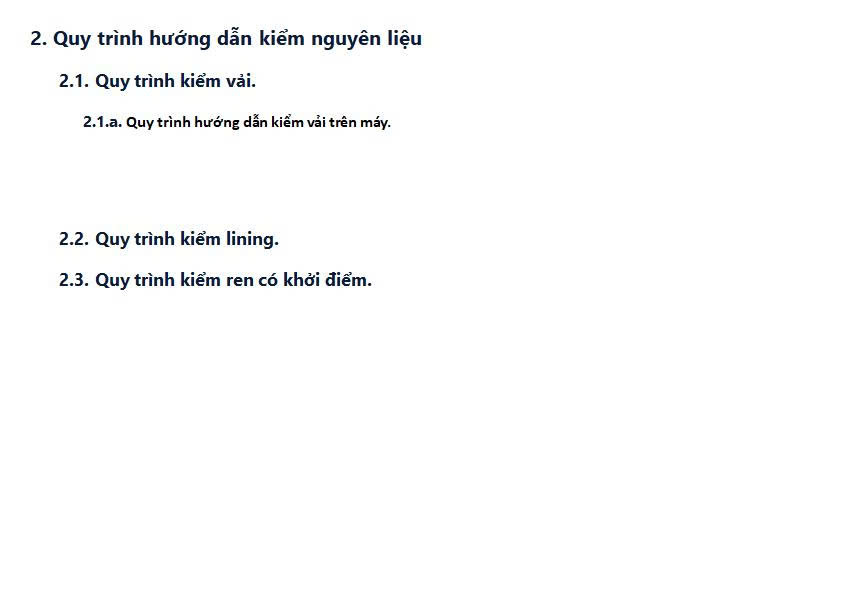 2. Quy trình hướng dẫn kiểm nguyên liệu
2.1. Quy trình kiểm vải.
2.1.a. Quy trình hướng dẫn kiểm vải trên máy.
2.2. Quy trình kiểm lining.
2.3. Quy trình kiểm ren có khởi điểm.